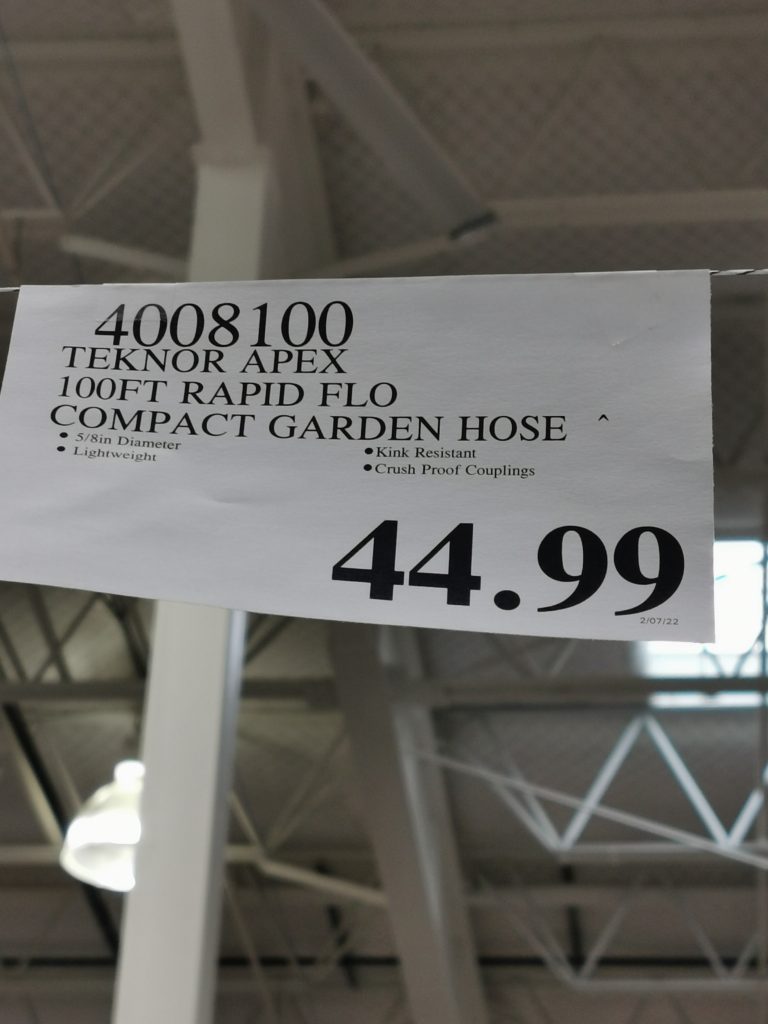 4008100
TEKNOR APEX
100FT RAPID FLO
COMPACT GARDEN HOSE ^
• 5/8in Diameter • Kink Resistant
• Lightweight • Crush Proof Couplings
44.99
2/07/22